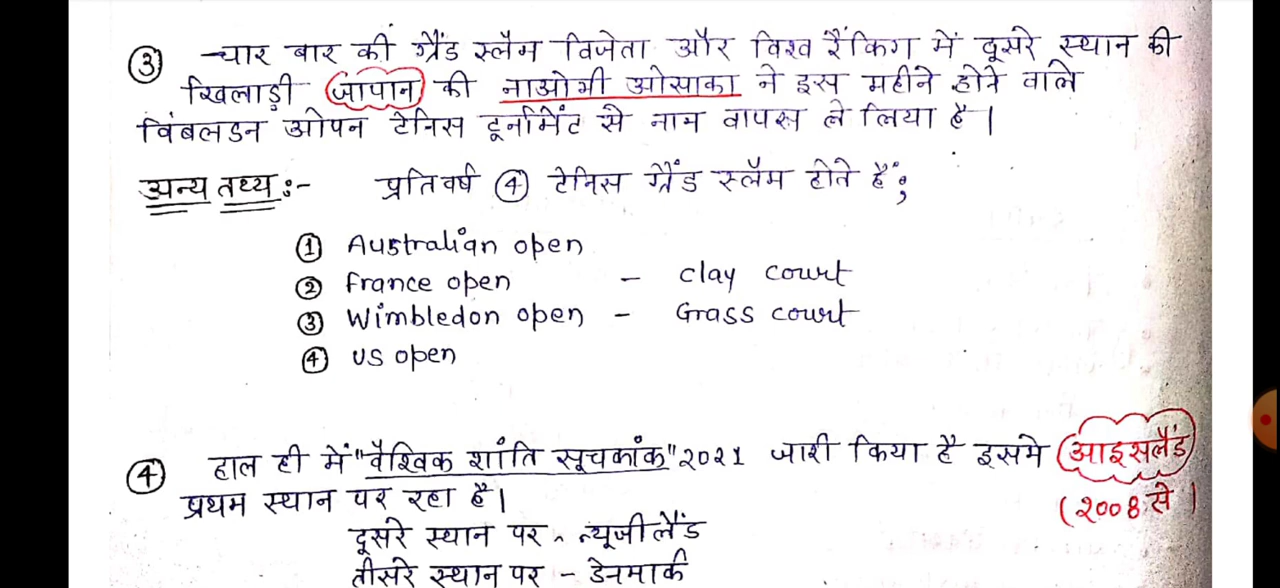 ③ चार बार की ग्रैंड स्लैम विजेता और विश्व रैंकिग में दूसरे स्थान की
खिलाड़ी जापान की नाओमी ओसाका ने इस महीने होने वाले
विंबलडन ओपन टेनिस टूर्नामेंट से नाम वापस ले लिया है।
अन्य तथ्य :- प्रतिवर्ष ④ टेनिस ग्रैंड स्लैम होते हैं;
① Australian open
② France open - clay court
③ Wimbledon open - Grass court
④ US open
④ हाल ही में "वैश्विक शांति सूचकांक" 2021 जारी किया है इसमे आइसलैंड
प्रथम स्थान पर रहा है। (2008 से)
दूसरे स्थान पर - न्यूजीलैंड
तीसरे स्थान पर - डेनमार्क